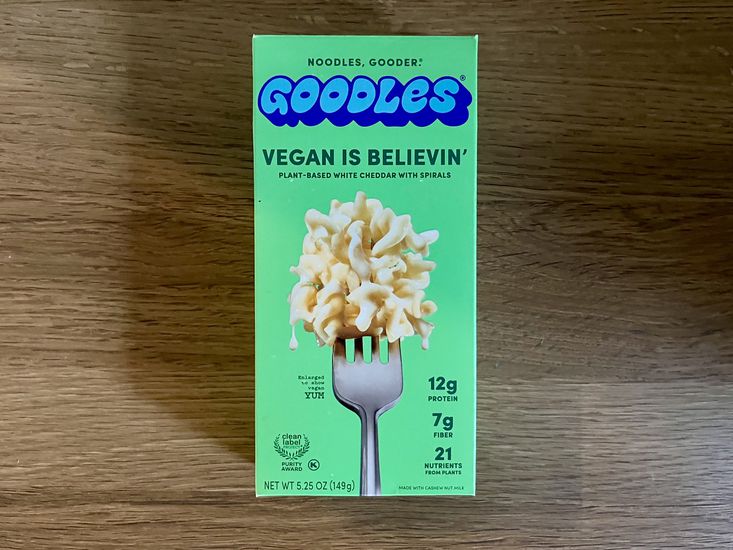 NOODLES, GOODER.®
GOODLES®
VEGAN IS BELIEVIN'
PLANT-BASED WHITE CHEDDAR WITH SPIRALS
Enlarged
to show
vegan
YUM
12g
PROTEIN
7g
FIBER
21
NUTRIENTS
FROM PLANTS
clean
label
PROJECT
PURITY
AWARD
K
NET WT 5.25 OZ (149g)
MADE WITH CASHEW NUT MILK